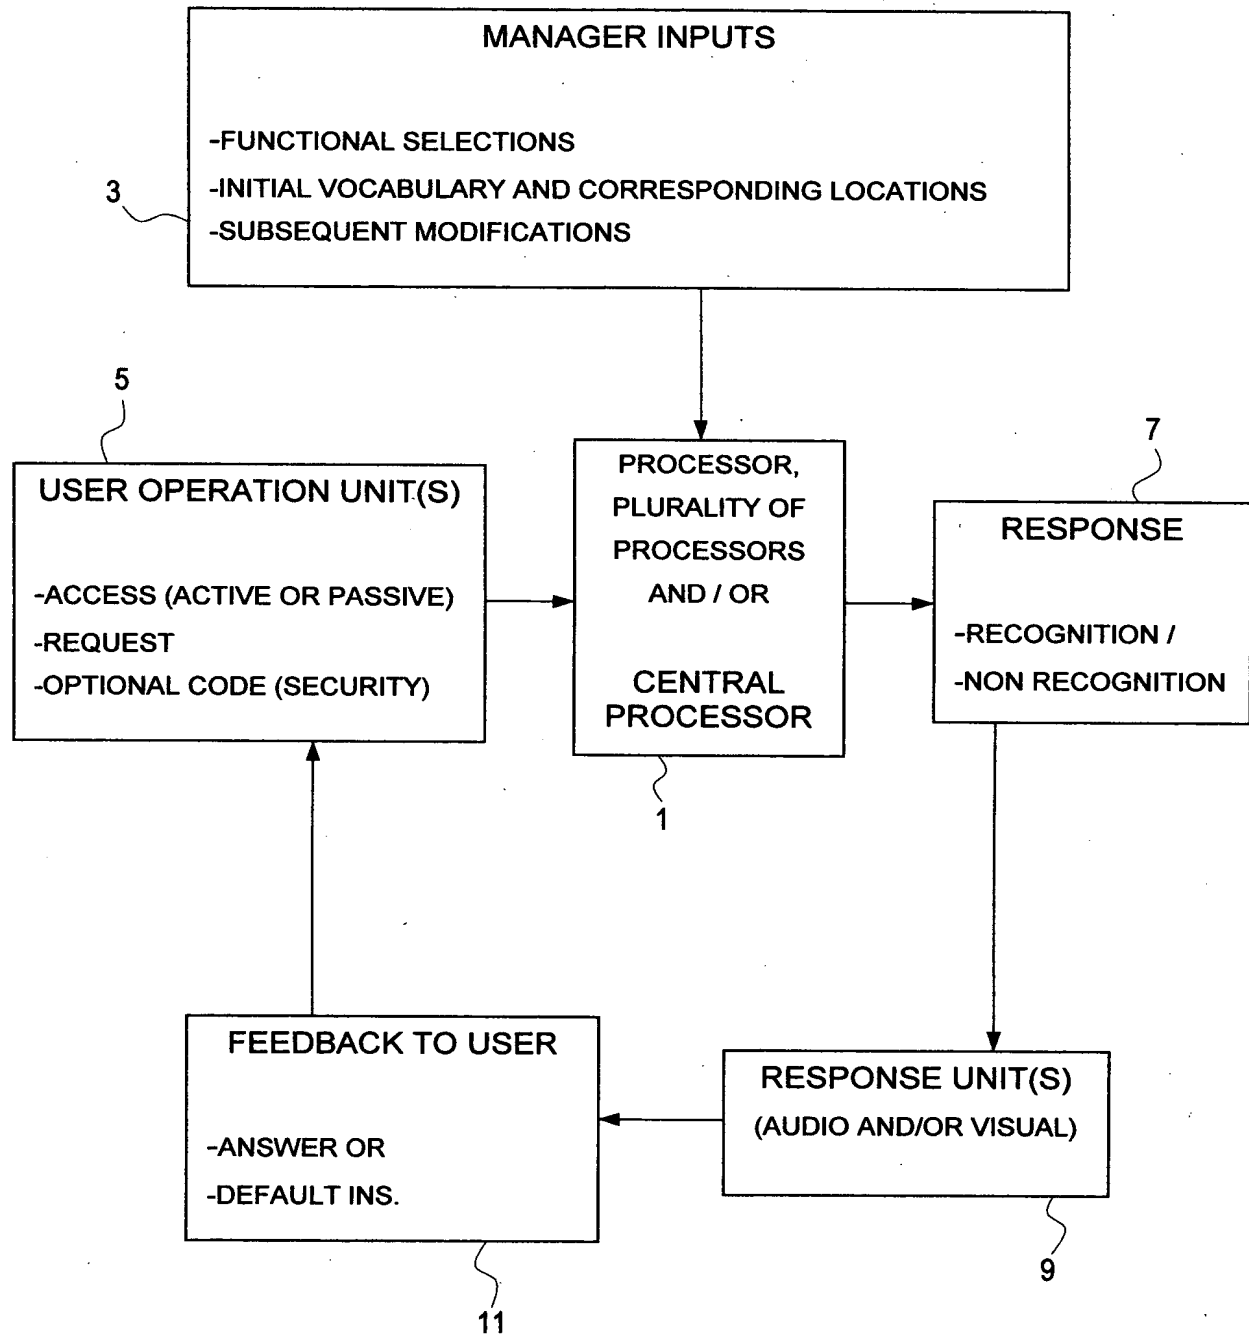 MANAGER INPUTS
-FUNCTIONAL SELECTIONS
-INITIAL VOCABULARY AND CORRESPONDING LOCATIONS
-SUBSEQUENT MODIFICATIONS
3
5
USER OPERATION UNIT(S)
-ACCESS (ACTIVE OR PASSIVE)
-REQUEST
-OPTIONAL CODE (SECURITY)
PROCESSOR,
PLURALITY OF
PROCESSORS
AND / OR
CENTRAL
PROCESSOR
1
7
RESPONSE
-RECOGNITION /
-NON RECOGNITION
FEEDBACK TO USER
-ANSWER OR
-DEFAULT INS.
11
RESPONSE UNIT(S)
(AUDIO AND/OR VISUAL)
9